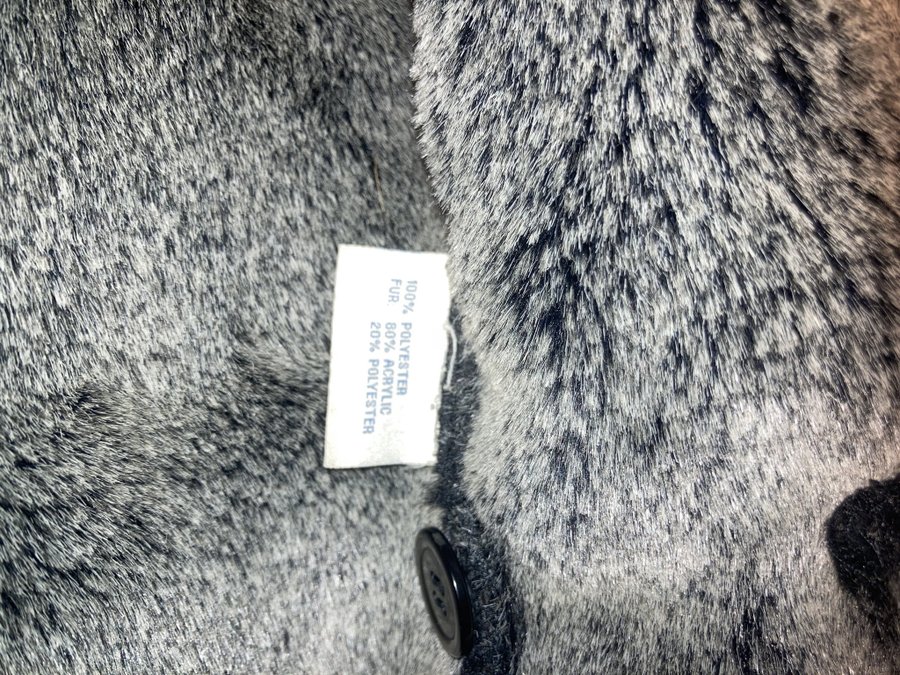 100% POLYESTER
FUR: 80% ACRYLIC
20% POLYESTER